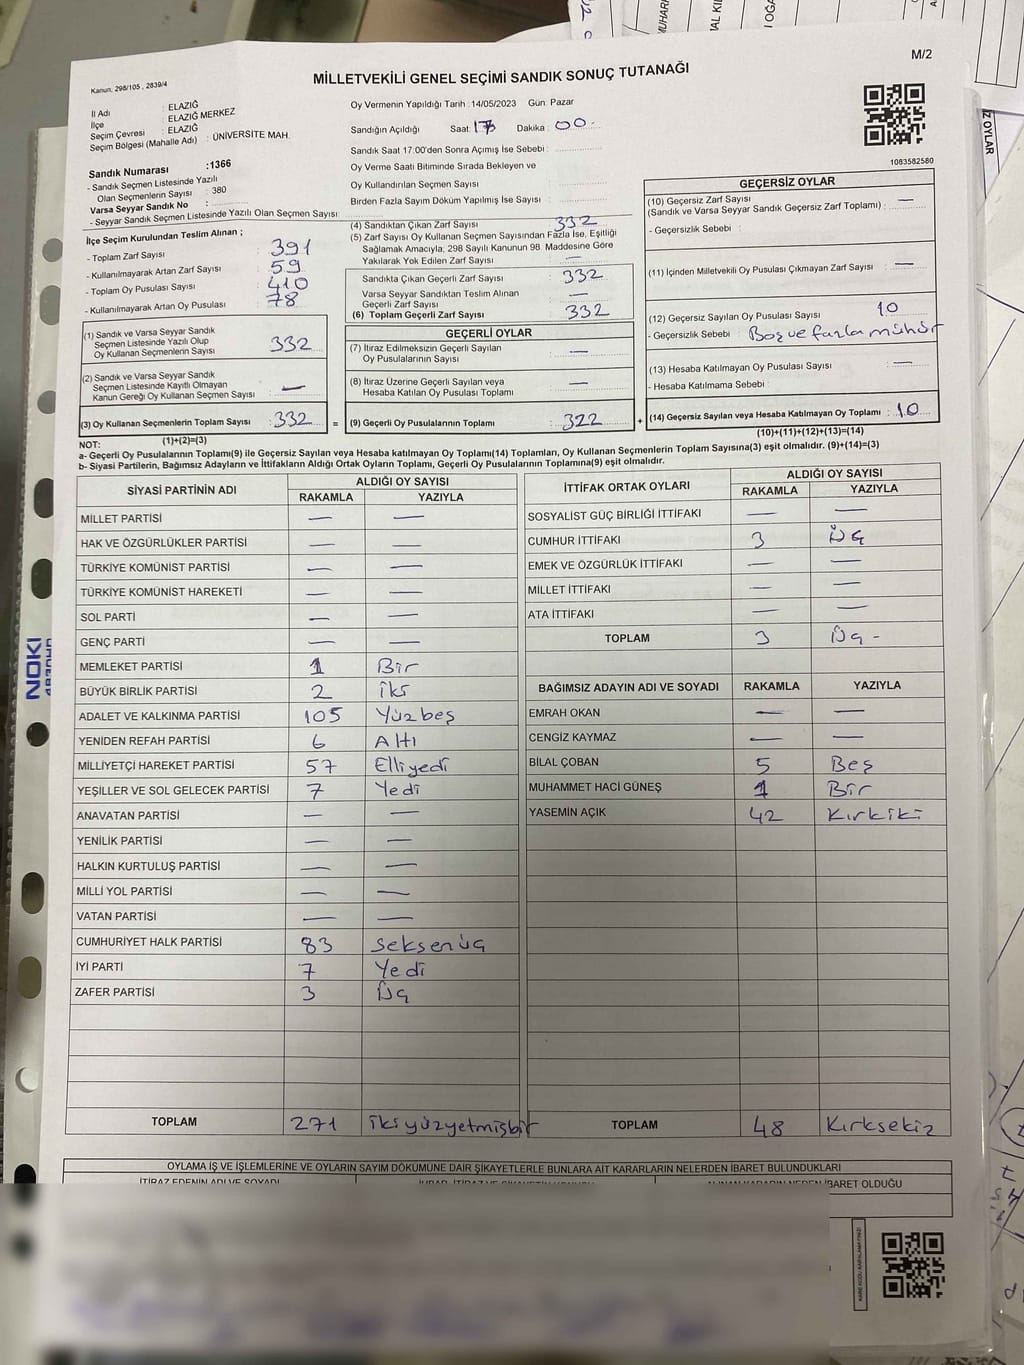 M/2
Kanun, 298/105 , 2839/4
MİLLETVEKİLİ GENEL SEÇİMİ SANDIK SONUÇ TUTANAĞI
İl Adı : ELAZIĞ
İlçe : ELAZIĞ MERKEZ
Seçim Çevresi : ELAZIĞ
Seçim Bölgesi (Mahalle Adı) : ÜNİVERSİTE MAH.
Sandık Numarası :1366
- Sandık Seçmen Listesinde Yazılı
Olan Seçmenlerin Sayısı : 380
Varsa Seyyar Sandık No :
- Seyyar Sandık Seçmen Listesinde Yazılı Olan Seçmen Sayısı:
Oy Vermenin Yapıldığı Tarih :14/05/2023 Gün: Pazar
Sandığın Açıldığı Saat: 17 Dakika: 00.
Sandık Saat 17.00'den Sonra Açımış İse Sebebi :
Oy Verme Saati Bitiminde Sırada Bekleyen ve
Oy Kullandırılan Seçmen Sayısı :
Birden Fazla Sayım Döküm Yapılmış İse Sayısı :
1083582580
İlçe Seçim Kurulundan Teslim Alınan ;
- Toplam Zarf Sayısı : 391
- Kullanılmayarak Artan Zarf Sayısı : 59
- Toplam Oy Pusulası Sayısı : 410
- Kullanılmayarak Artan Oy Pusulası : 78
(1) Sandık ve Varsa Seyyar Sandık
Seçmen Listesinde Yazılı Olup
Oy Kullanan Seçmenlerin Sayısı : 332
(2) Sandık ve Varsa Seyyar Sandık
Seçmen Listesinde Kayıtlı Olmayan
Kanun Gereği Oy Kullanan Seçmen Sayısı : —
(3) Oy Kullanan Seçmenlerin Toplam Sayısı : 332 =
(1)+(2)=(3)
(4) Sandıktan Çıkan Zarf Sayısı : 332
(5) Zarf Sayısı Oy Kullanan Seçmen Sayısından Fazla İse, Eşitliği
Sağlamak Amacıyla, 298 Sayılı Kanunun 98. Maddesine Göre
Yakılarak Yok Edilen Zarf Sayısı : —
Sandıkta Çıkan Geçerli Zarf Sayısı : 332
Varsa Seyyar Sandıktan Teslim Alınan
Geçerli Zarf Sayısı : —
(6) Toplam Geçerli Zarf Sayısı : 332
GEÇERLİ OYLAR
(7) İtiraz Edilmeksizin Geçerli Sayılan
Oy Pusulalarının Sayısı : —
(8) İtiraz Üzerine Geçerli Sayılan veya
Hesaba Katılan Oy Pusulası Toplamı : —
(9) Geçerli Oy Pusulalarının Toplamı : 322 +
GEÇERSİZ OYLAR
(10) Geçersiz Zarf Sayısı
(Sandık ve Varsa Seyyar Sandık Geçersiz Zarf Toplamı) : —
- Geçersizlik Sebebi :
(11) İçinden Milletvekili Oy Pusulası Çıkmayan Zarf Sayısı : —
(12) Geçersiz Sayılan Oy Pusulası Sayısı : 10
- Geçersizlik Sebebi : Boş ve fazla mühür
(13) Hesaba Katılmayan Oy Pusulası Sayısı : —
- Hesaba Katılmama Sebebi :
(14) Geçersiz Sayılan veya Hesaba Katılmayan Oy Toplamı : 10
(10)+(11)+(12)+(13)=(14)
NOT:
a- Geçerli Oy Pusulalarının Toplamı(9) ile Geçersiz Sayılan veya Hesaba katılmayan Oy Toplamı(14) Toplamları, Oy Kullanan Seçmenlerin Toplam Sayısına(3) eşit olmalıdır. (9)+(14)=(3)
b- Siyasi Partilerin, Bağımsız Adayların ve İttifakların Aldığı Ortak Oyların Toplamı, Geçerli Oy Pusulalarının Toplamına(9) eşit olmalıdır.
SİYASİ PARTİNİN ADI ALDIĞI OY SAYISI
RAKAMLA YAZIYLA
MİLLET PARTİSİ — —
HAK VE ÖZGÜRLÜKLER PARTİSİ — —
TÜRKİYE KOMÜNİST PARTİSİ — —
TÜRKİYE KOMÜNİST HAREKETİ — —
SOL PARTİ — —
GENÇ PARTİ — —
MEMLEKET PARTİSİ 1 Bir
BÜYÜK BİRLİK PARTİSİ 2 İki
ADALET VE KALKINMA PARTİSİ 105 Yüzbeş
YENİDEN REFAH PARTİSİ 6 Altı
MİLLİYETÇİ HAREKET PARTİSİ 57 Elliyedi
YEŞİLLER VE SOL GELECEK PARTİSİ 7 Yedi
ANAVATAN PARTİSİ — —
YENİLİK PARTİSİ — —
HALKIN KURTULUŞ PARTİSİ — —
MİLLİ YOL PARTİSİ — —
VATAN PARTİSİ — —
CUMHURİYET HALK PARTİSİ 83 Seksenüç
İYİ PARTİ 7 Yedi
ZAFER PARTİSİ 3 Üç
TOPLAM 271 İkiyüzyetmişbir
İTTİFAK ORTAK OYLARI ALDIĞI OY SAYISI
RAKAMLA YAZIYLA
SOSYALİST GÜÇ BİRLİĞİ İTTİFAKI — —
CUMHUR İTTİFAKI 3 Üç
EMEK VE ÖZGÜRLÜK İTTİFAKI — —
MİLLET İTTİFAKI — —
ATA İTTİFAKI — —
TOPLAM 3 Üç -
BAĞIMSIZ ADAYIN ADI VE SOYADI RAKAMLA YAZIYLA
EMRAH OKAN — —
CENGİZ KAYMAZ — —
BİLAL ÇOBAN 5 Beş
MUHAMMET HACİ GÜNEŞ 1 Bir
YASEMİN AÇIK 42 Kırkiki
TOPLAM 48 Kırksekiz
OYLAMA İŞ VE İŞLEMLERİNE VE OYLARIN SAYIM DÖKÜMÜNE DAİR ŞİKAYETLERLE BUNLARA AİT KARARLARIN NELERDEN İBARET BULUNDUKLARI
İTİRAZ EDENİN ADI VE SOYADI
İBARET OLDUĞU
NOKI
Z OYLAR